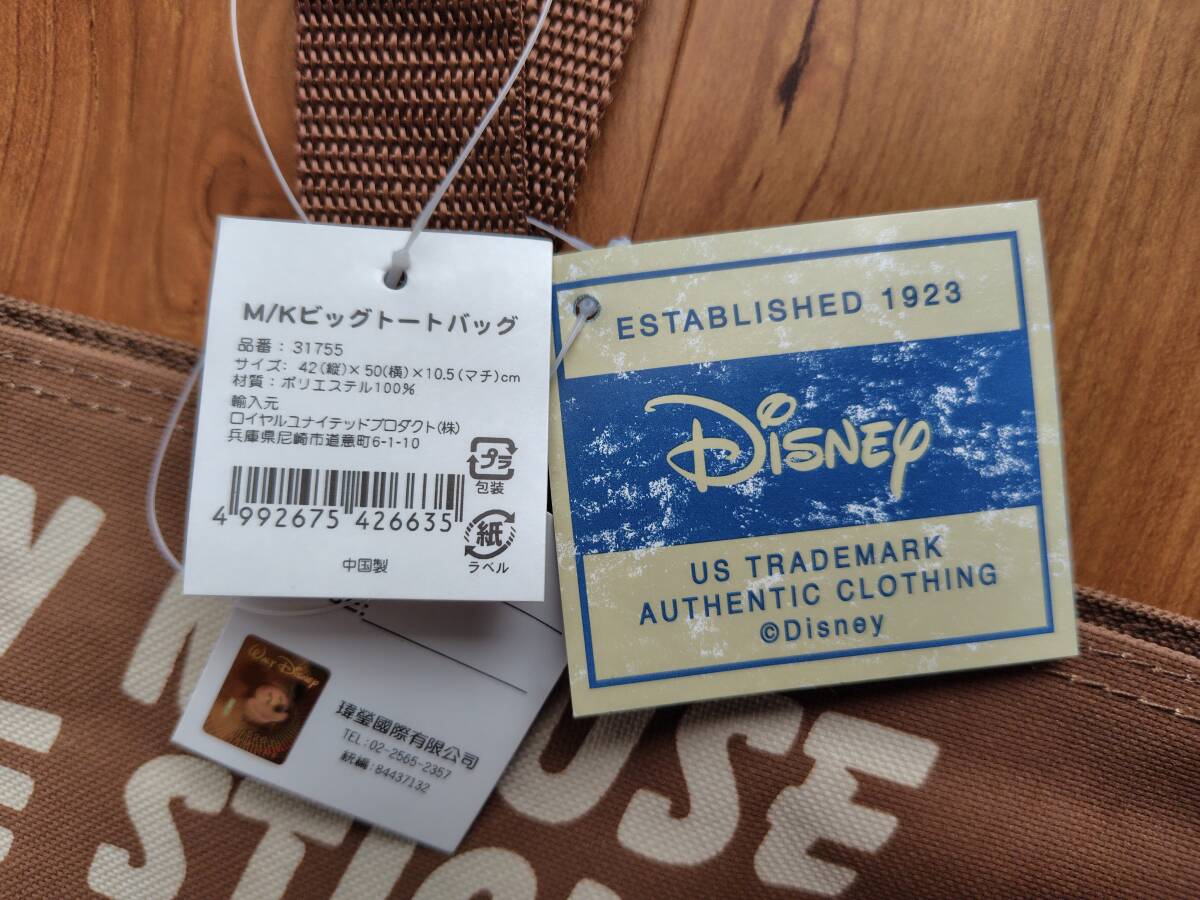 M/Kビッグトートバッグ
品番：31755
サイズ: 42(縦)×50(横)×10.5(マチ)cm
材質：ポリエステル100%
輸入元
ロイヤルユナイテッドプロダクト(株)
兵庫県尼崎市道意町6-1-10
プラ
包装
4 992675 426635
紙
ラベル
中国製
ESTABLISHED 1923
Disney
US TRADEMARK
AUTHENTIC CLOTHING
©Disney
Walt Disney
瑋瑩國際有限公司
TEL:02-2565-2357
統編:84437132